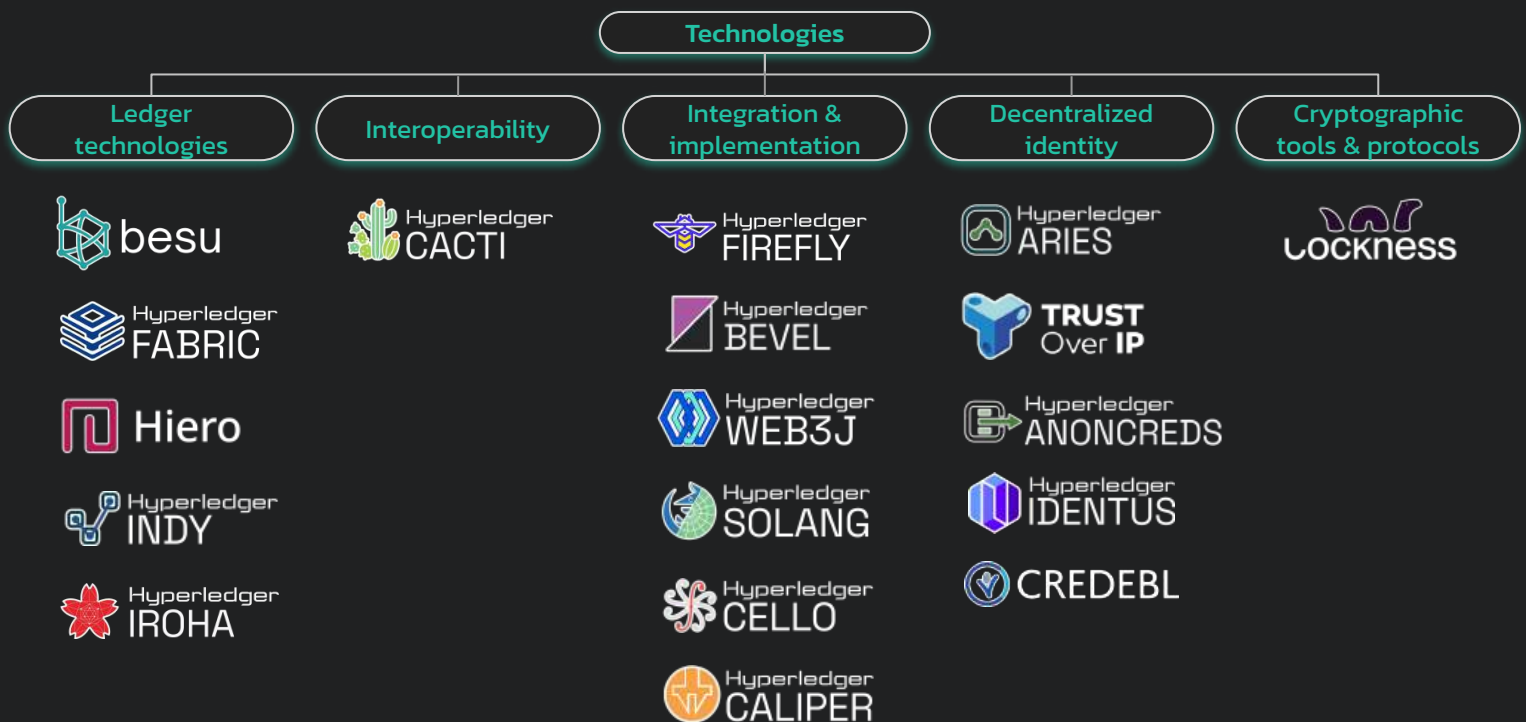 Technologies
Ledger
technologies
Interoperability
Integration &
implementation
Decentralized
identity
Cryptographic
tools & protocols
besu
Hyperledger
FABRIC
Hiero
Hyperledger
INDY
Hyperledger
IROHA
Hyperledger
CACTI
Hyperledger
FIREFLY
Hyperledger
BEVEL
Hyperledger
WEB3J
Hyperledger
SOLANG
Hyperledger
CELLO
Hyperledger
CALIPER
Hyperledger
ARIES
TRUST
Over IP
Hyperledger
ANONCREDS
Hyperledger
IDENTUS
CREDEBL
LOCKNESS